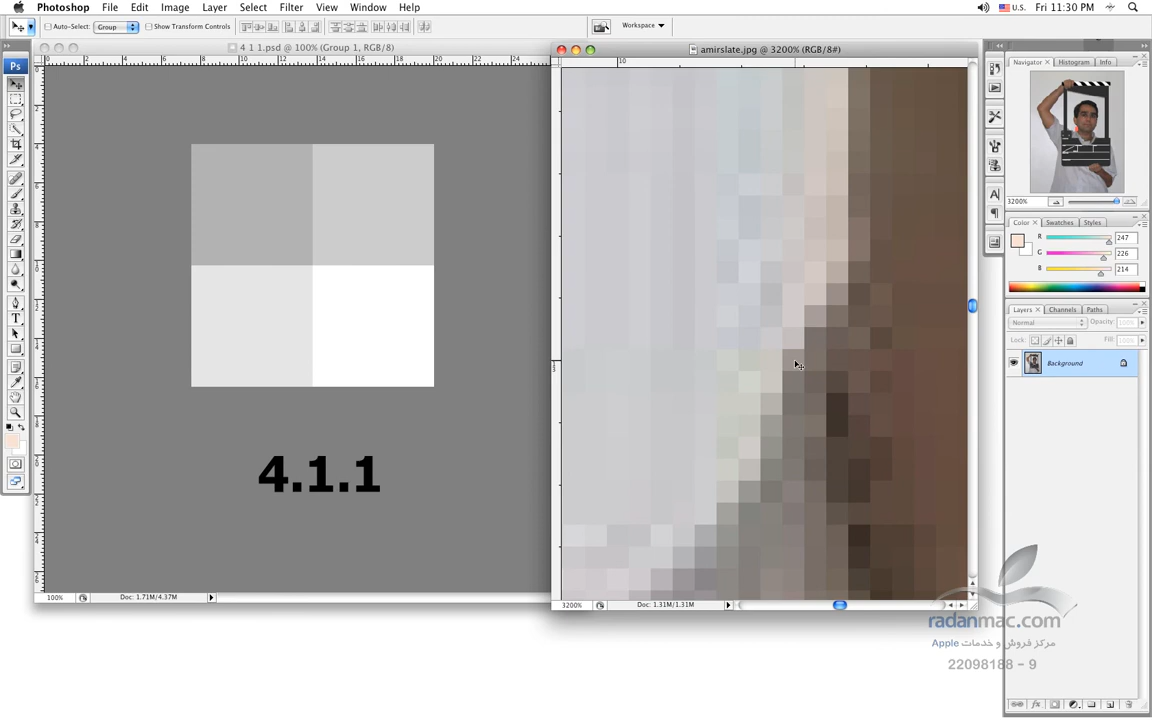 Photoshop File Edit Image Layer Select Filter View Window Help
U.S. Fri 11:30 PM
Auto-Select: Group Show Transform Controls
Workspace
4 1 1.psd @ 100% (Group 1, RGB/8)
amirslate.jpg @ 3200% (RGB/8#)
Navigator × Histogram Info
3200%
Color × Swatches Styles
R 247
G 226
B 214
Layers × Channels Paths
Normal Opacity:
Lock: Fill:
Background
Ps
4.1.1
100% Doc: 1.71M/4.37M
3200% Doc: 1.31M/1.31M
radanmac.com
مرکز فروش و خدمات Apple
22098188 - 9